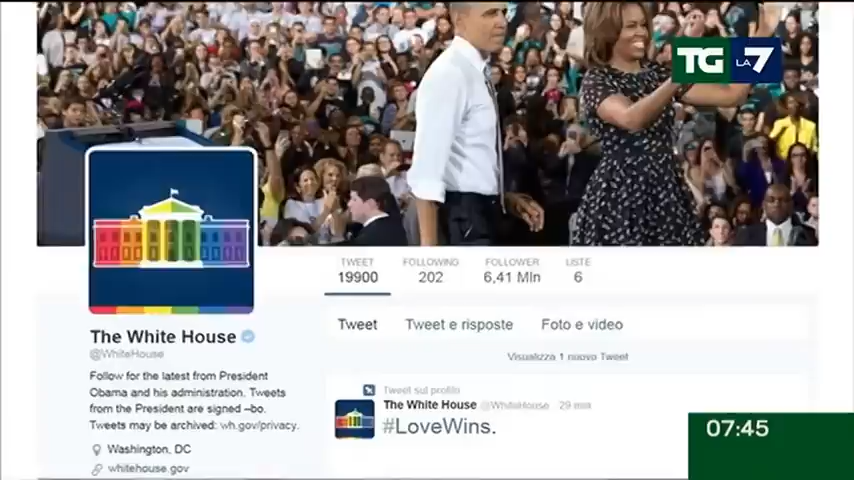 TG LA 7
TWEET FOLLOWING FOLLOWER LISTE
19900 202 6,41 Mln 6
The White House
@WhiteHouse
Follow for the latest from President
Obama and his administration. Tweets
from the President are signed –bo.
Tweets may be archived: wh.gov/privacy.
Washington, DC
whitehouse.gov
Tweet Tweet e risposte Foto e video
Visualizza 1 nuovo Tweet
Tweet sul profilo
The White House @WhiteHouse · 29 min
#LoveWins.
07:45